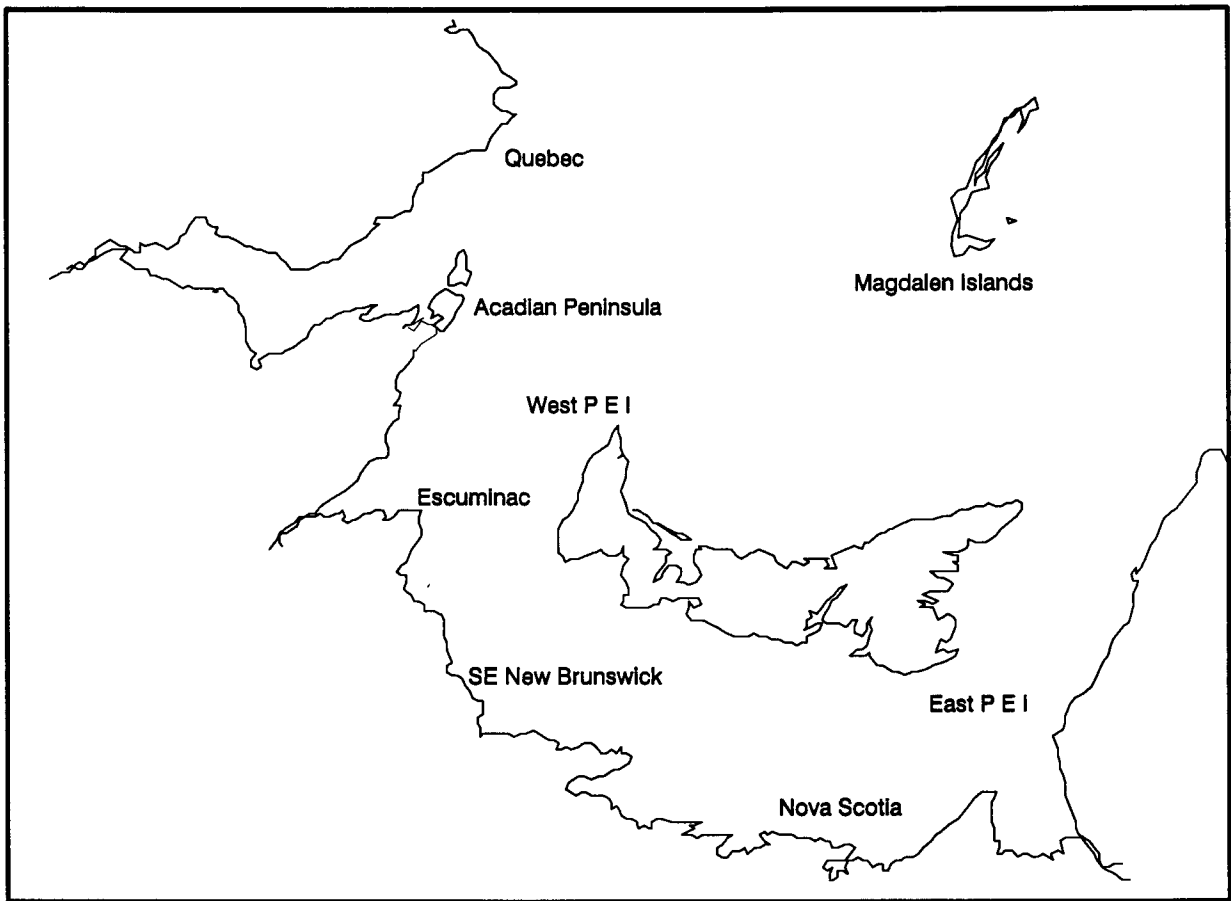 Quebec
Magdalen Islands
Acadian Peninsula
West P E I
Escuminac
SE New Brunswick
East P E I
Nova Scotia